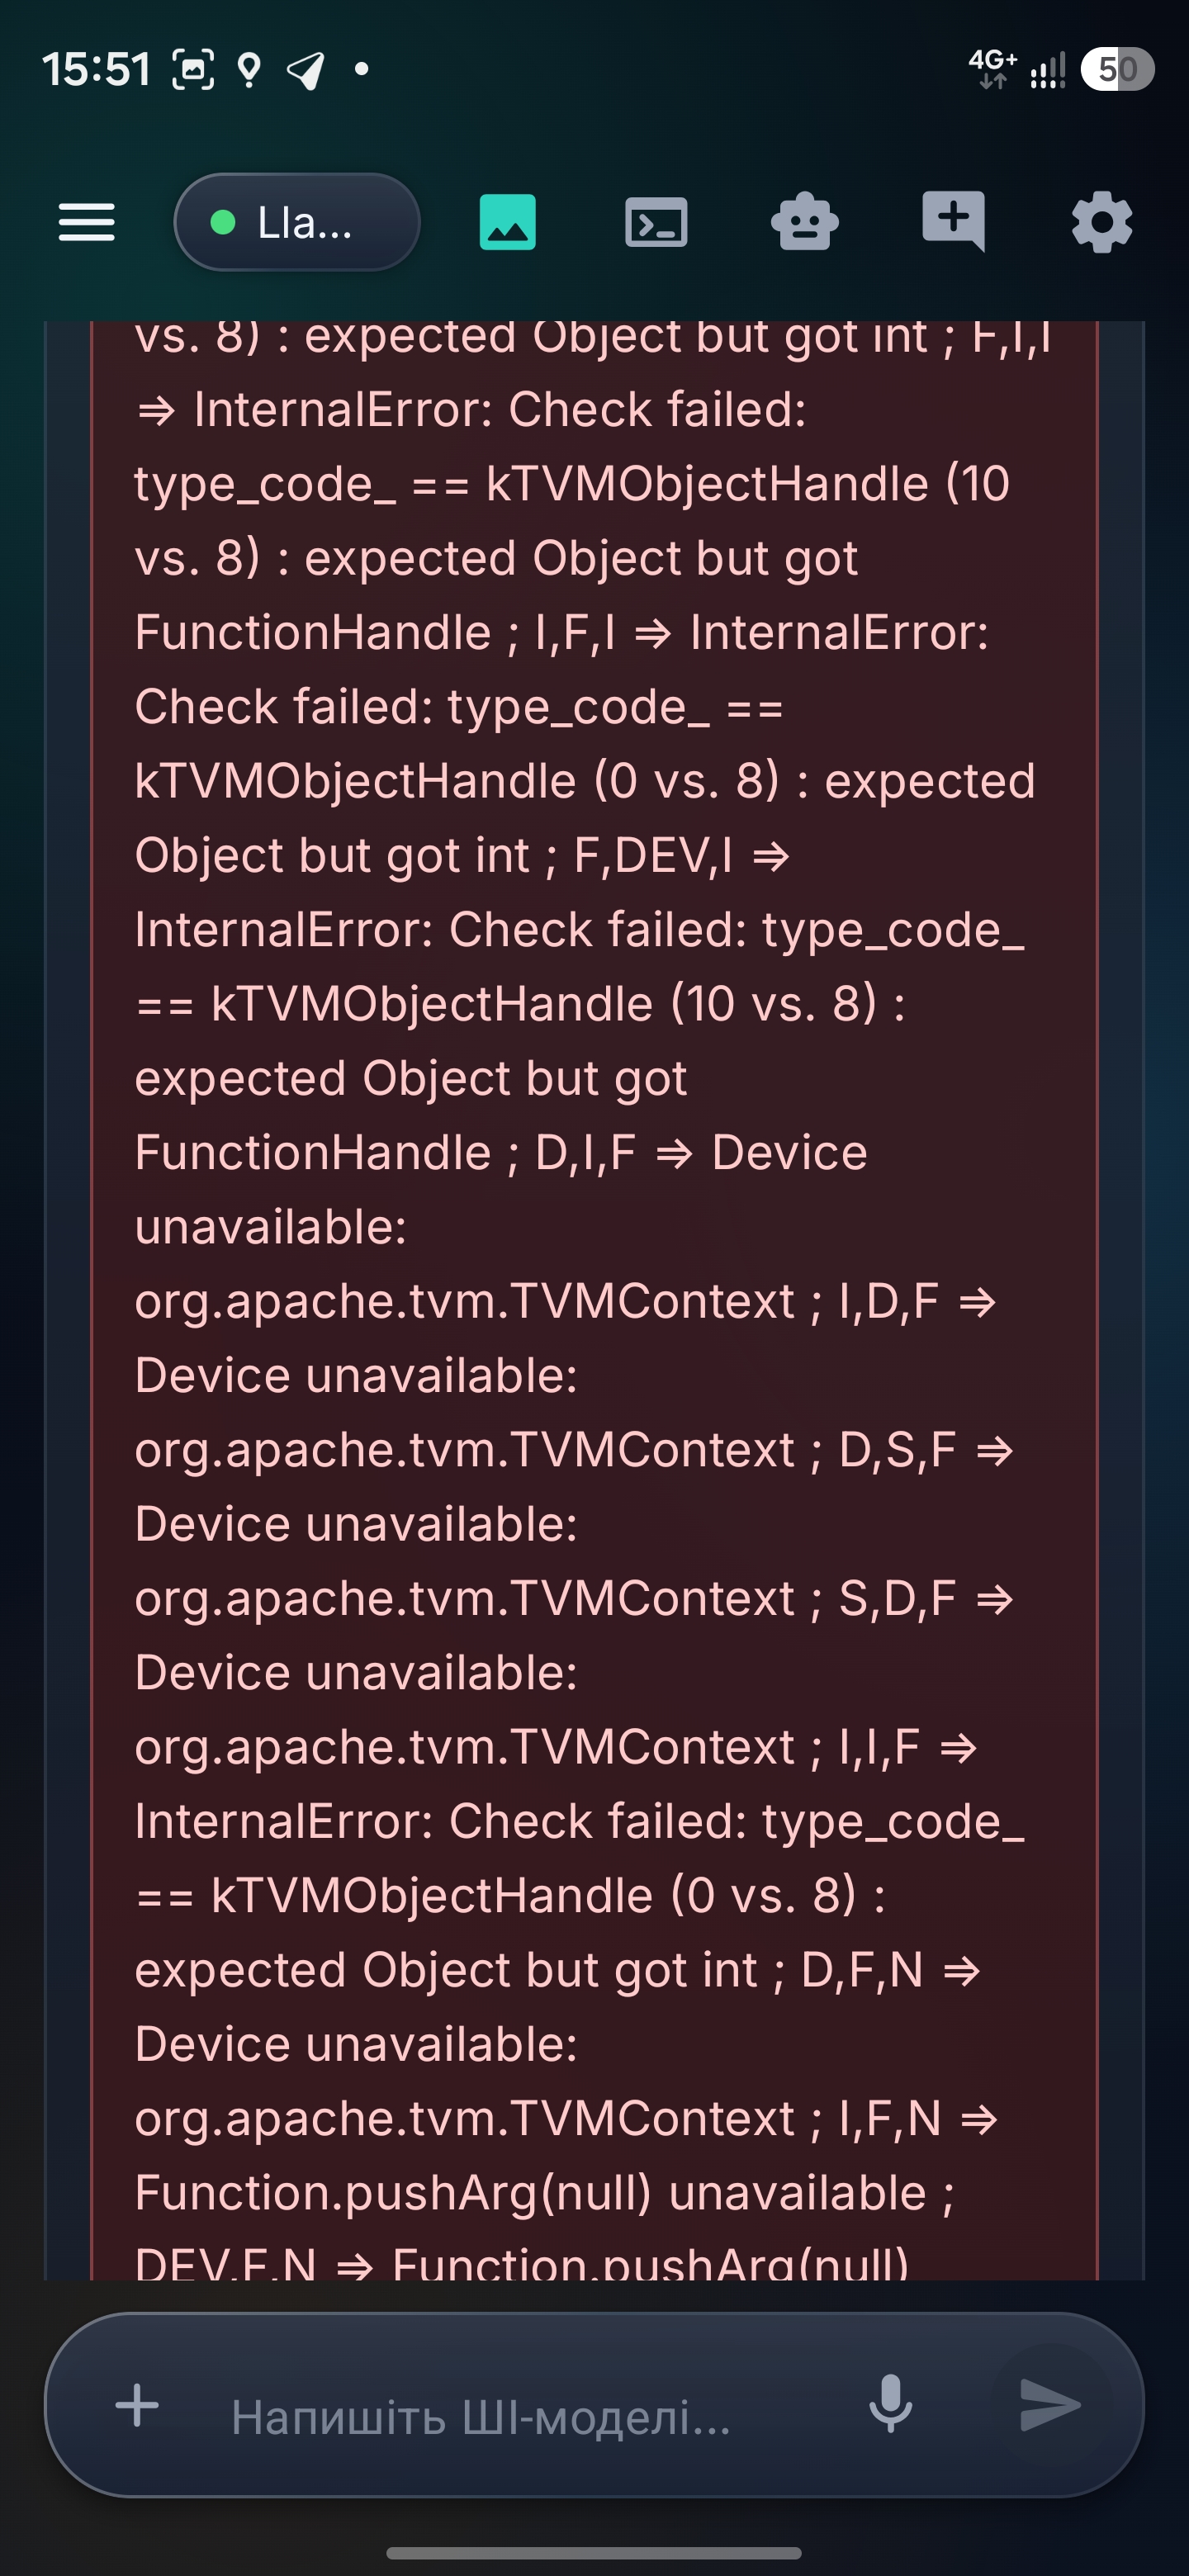 15:51
4G+
50
Lla...
vs. 8) : expected Object but got int ; F,I,I
⇒ InternalError: Check failed:
type_code_ == kTVMObjectHandle (10
vs. 8) : expected Object but got
FunctionHandle ; I,F,I ⇒ InternalError:
Check failed: type_code_ ==
kTVMObjectHandle (0 vs. 8) : expected
Object but got int ; F,DEV,I ⇒
InternalError: Check failed: type_code_
== kTVMObjectHandle (10 vs. 8) :
expected Object but got
FunctionHandle ; D,I,F ⇒ Device
unavailable:
org.apache.tvm.TVMContext ; I,D,F ⇒
Device unavailable:
org.apache.tvm.TVMContext ; D,S,F ⇒
Device unavailable:
org.apache.tvm.TVMContext ; S,D,F ⇒
Device unavailable:
org.apache.tvm.TVMContext ; I,I,F ⇒
InternalError: Check failed: type_code_
== kTVMObjectHandle (0 vs. 8) :
expected Object but got int ; D,F,N ⇒
Device unavailable:
org.apache.tvm.TVMContext ; I,F,N ⇒
Function.pushArg(null) unavailable ;
DEV,F,N ⇒ Function.pushArg(null)
Напишіть ШІ-моделі...